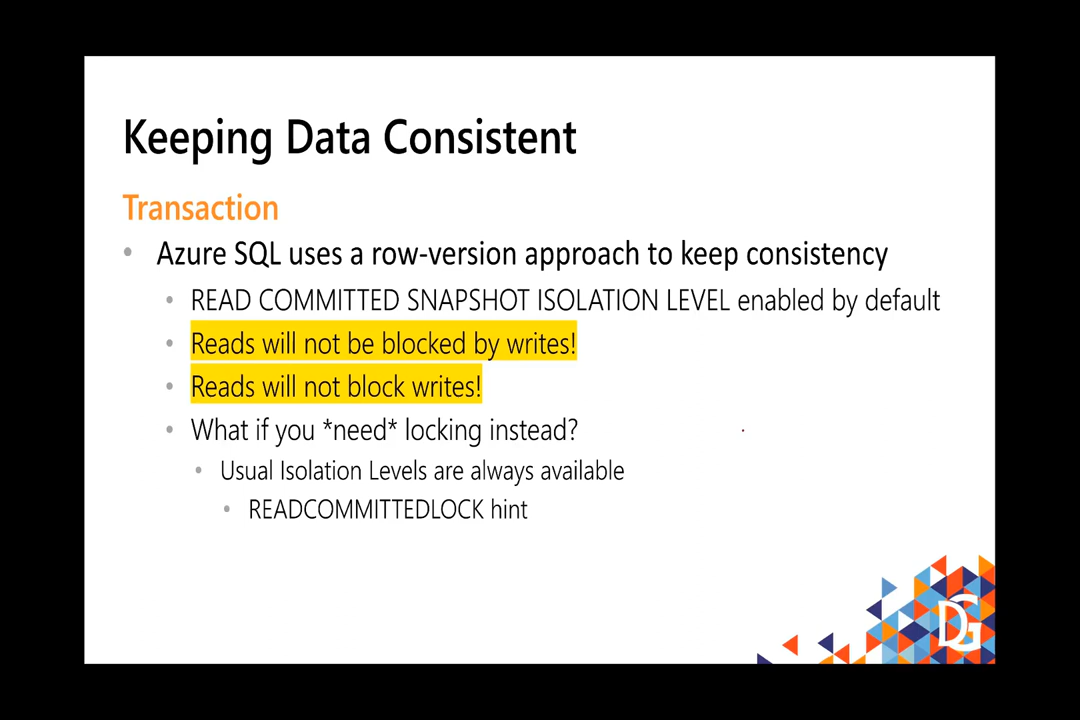 Keeping Data Consistent
Transaction
• Azure SQL uses a row-version approach to keep consistency
• READ COMMITTED SNAPSHOT ISOLATION LEVEL enabled by default
• Reads will not be blocked by writes!
• Reads will not block writes!
• What if you *need* locking instead?
• Usual Isolation Levels are always available
• READCOMMITTEDLOCK hint
DG